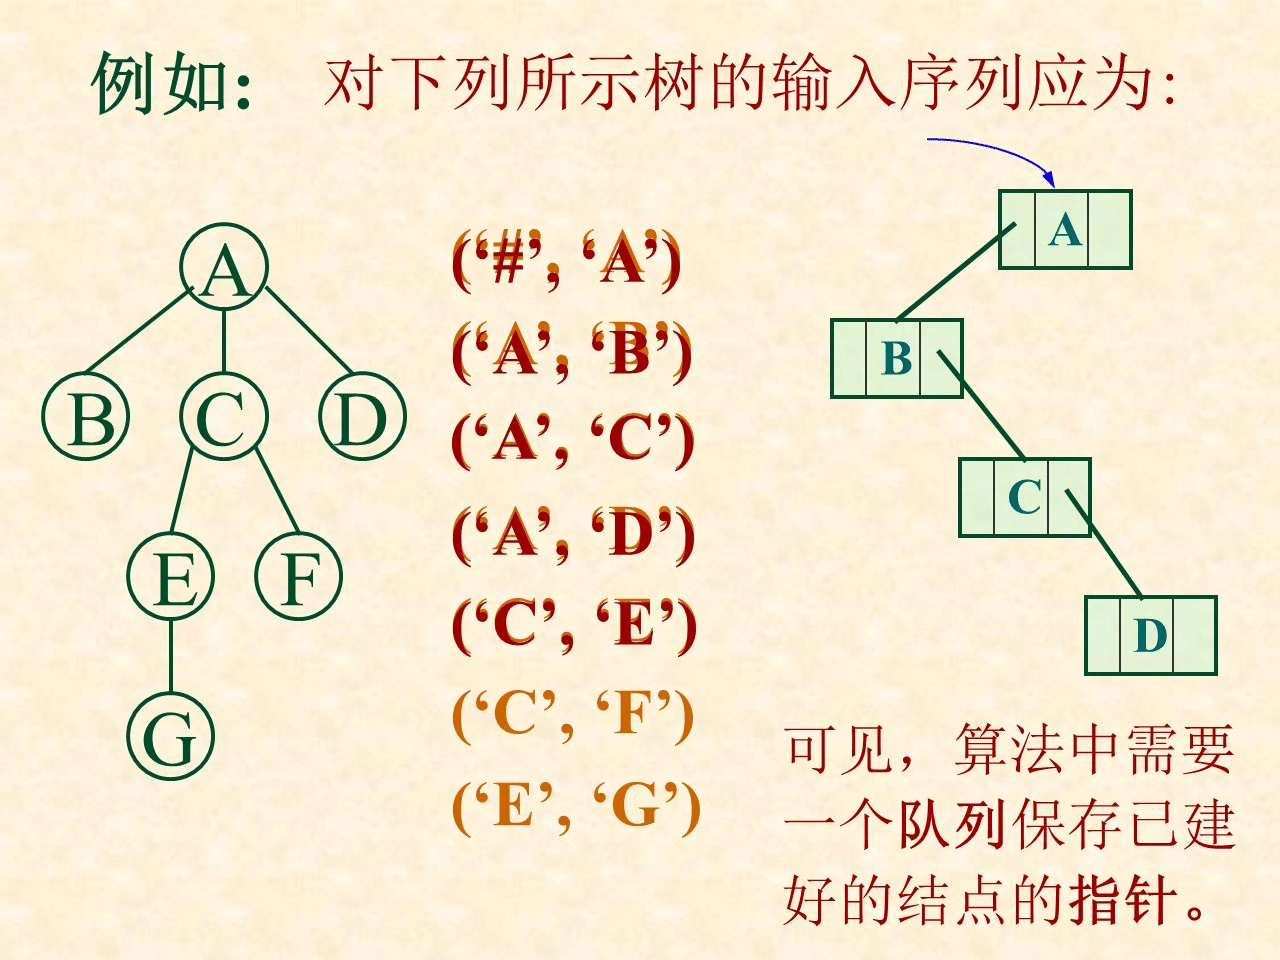 例如: 对下列所示树的输入序列应为:
A
B C D
E F
G
(‘#’, ‘A’)
(‘A’, ‘B’)
(‘A’, ‘C’)
(‘A’, ‘D’)
(‘C’, ‘E’)
(‘C’, ‘F’)
(‘E’, ‘G’)
A
B
C
D
可见，算法中需要
一个队列保存已建
好的结点的指针。